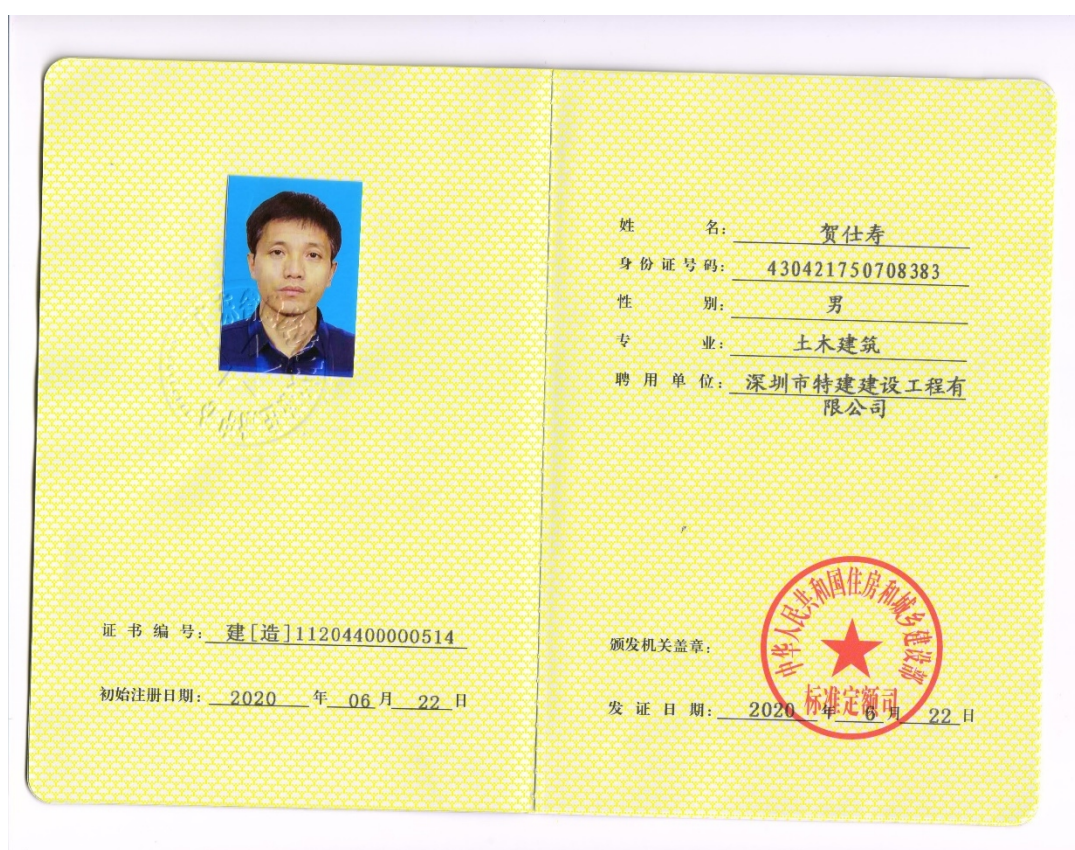 姓 名： 贺仕寿
身份证号码： 430421750708383
性 别： 男
专 业： 土木建筑
聘用单位： 深圳市特建建设工程有
限公司
证书编号： 建[造]11204400000514
初始注册日期： 2020 年 06 月 22 日
颁发机关盖章：
中华人民共和国住房和城乡建设部
标准定额司
发证日期： 2020 年 6 月 22 日